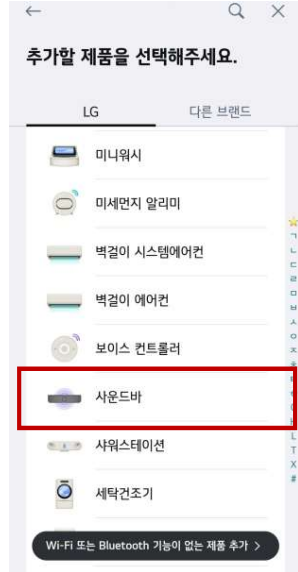 추가할 제품을 선택해주세요.
LG 다른 브랜드
미니워시
미세먼지 알리미
벽걸이 시스템에어컨
벽걸이 에어컨
보이스 컨트롤러
사운드바
샤워스테이션
세탁건조기
Wi-Fi 또는 Bluetooth 기능이 없는 제품 추가 >
ㄱ
ㄴ
ㄷ
ㄹ
ㅁ
ㅂ
ㅅ
ㅇ
ㅈ
L
T
X
#